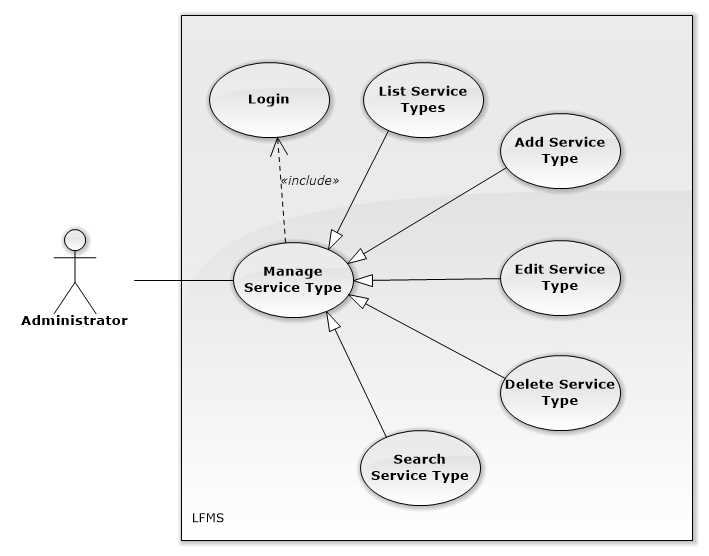 Login
List Service
Types
Add Service
Type
«include»
Manage
Service Type
Edit Service
Type
Administrator
Delete Service
Type
Search
Service Type
LFMS